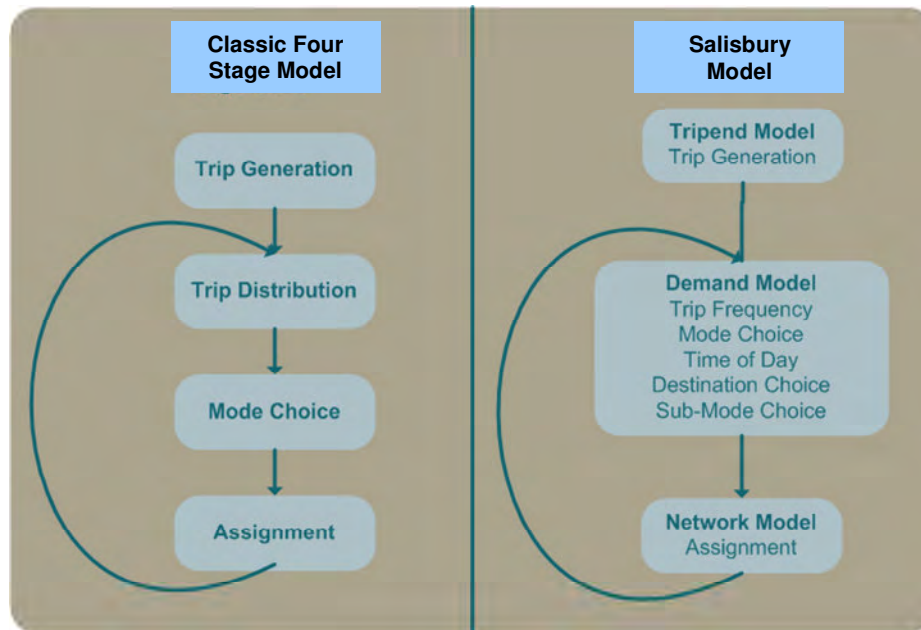 Classic Four
Stage Model
Trip Generation
Trip Distribution
Mode Choice
Assignment
Salisbury
Model
Tripend Model
Trip Generation
Demand Model
Trip Frequency
Mode Choice
Time of Day
Destination Choice
Sub-Mode Choice
Network Model
Assignment